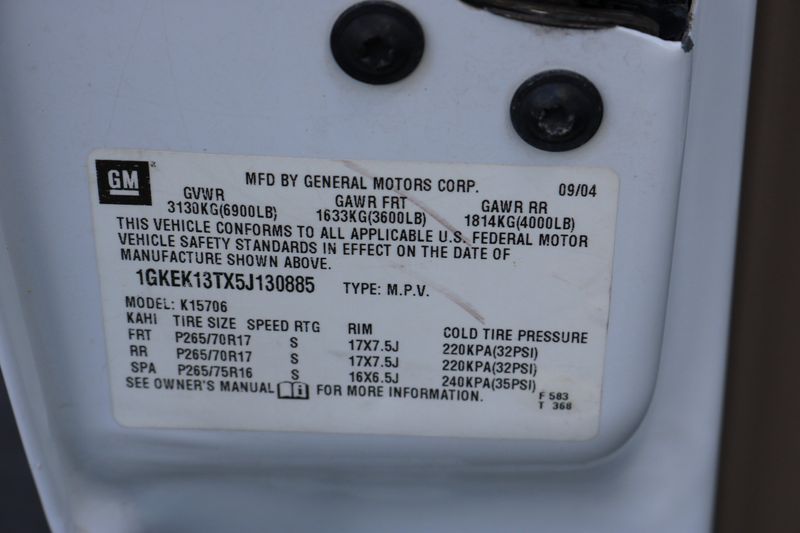 GM
MFD BY GENERAL MOTORS CORP. 09/04
GVWR GAWR FRT GAWR RR
3130KG(6900LB) 1633KG(3600LB) 1814KG(4000LB)
THIS VEHICLE CONFORMS TO ALL APPLICABLE U.S. FEDERAL MOTOR
VEHICLE SAFETY STANDARDS IN EFFECT ON THE DATE OF
MANUFACTURE SHOWN ABOVE.
1GKEK13TX5J130885 TYPE: M.P.V.
MODEL: K15706
KAHI TIRE SIZE SPEED RTG RIM COLD TIRE PRESSURE
FRT P265/70R17 S 17X7.5J 220KPA(32PSI)
RR P265/70R17 S 17X7.5J 220KPA(32PSI)
SPA P265/75R16 S 16X6.5J 240KPA(35PSI)
SEE OWNER'S MANUAL FOR MORE INFORMATION.
F 583
T 368